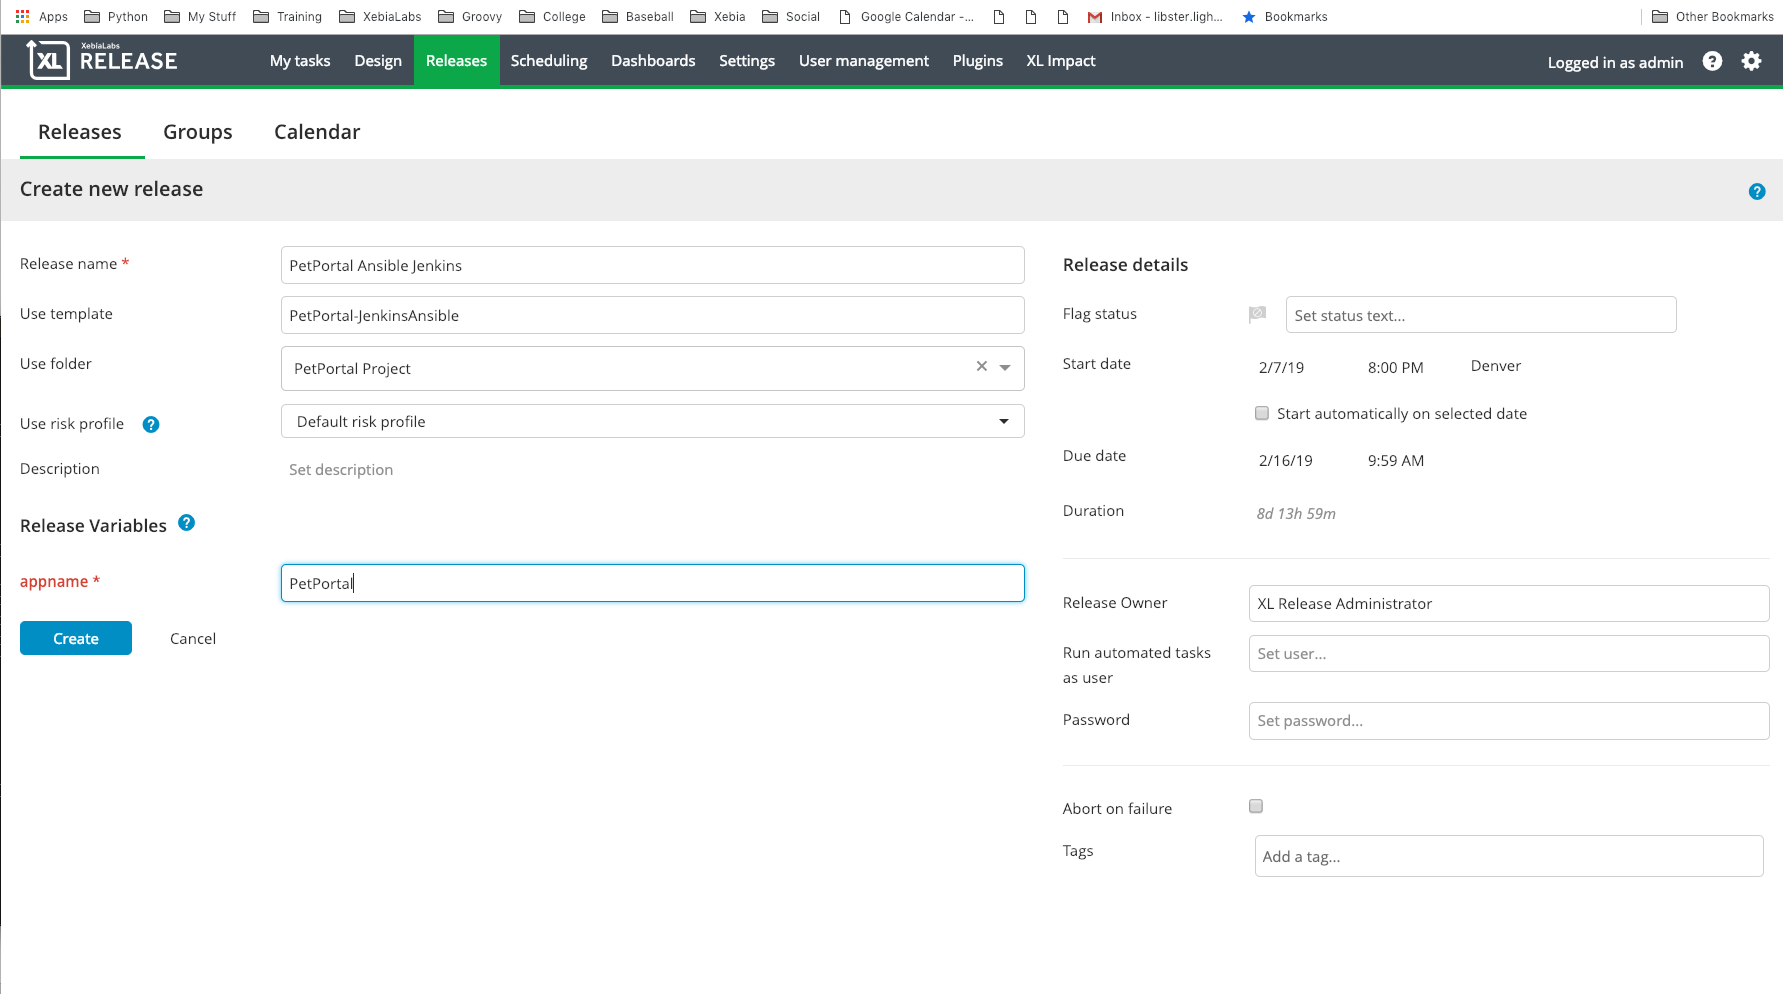 Apps Python My Stuff Training XebiaLabs Groovy College Baseball Xebia Social Google Calendar -... Inbox - libster.ligh... Bookmarks Other Bookmarks
XL XebiaLabs RELEASE My tasks Design Releases Scheduling Dashboards Settings User management Plugins XL Impact Logged in as admin ?
Releases Groups Calendar
Create new release ?
Release name * PetPortal Ansible Jenkins
Use template PetPortal-JenkinsAnsible
Use folder PetPortal Project
Use risk profile ? Default risk profile
Description Set description
Release Variables ?
appname * PetPortal
Create Cancel
Release details
Flag status Set status text...
Start date 2/7/19 8:00 PM Denver
Start automatically on selected date
Due date 2/16/19 9:59 AM
Duration 8d 13h 59m
Release Owner XL Release Administrator
Run automated tasks Set user...
as user
Password Set password...
Abort on failure
Tags Add a tag...